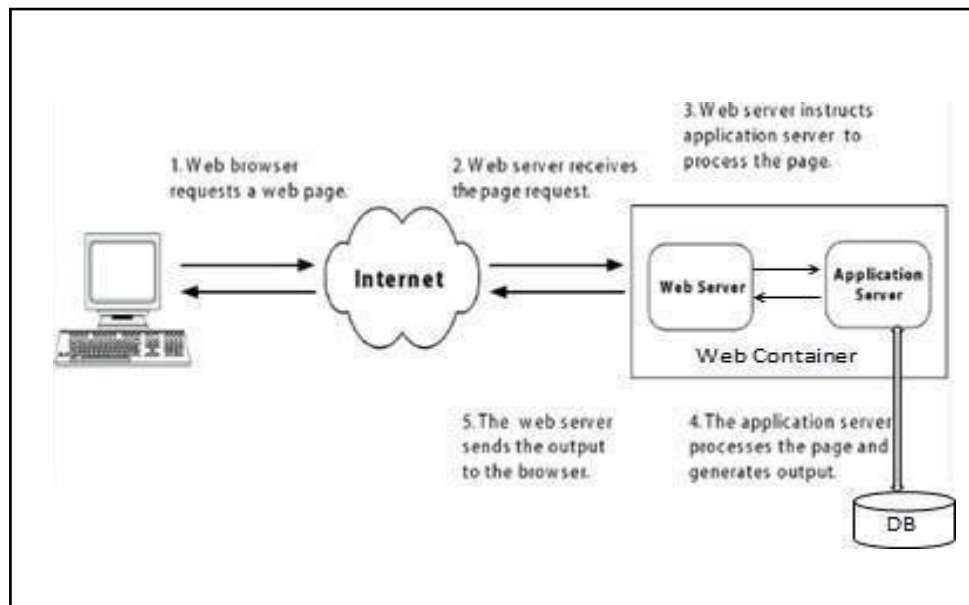 3. Web server instructs
application server to
process the page.
1. Web browser
requests a web page.
2. Web server receives
the page request.
Internet
Web Server
Application
Server
Web Container
5. The web server
sends the output
to the browser.
4. The application server
processes the page and
generates output.
DB